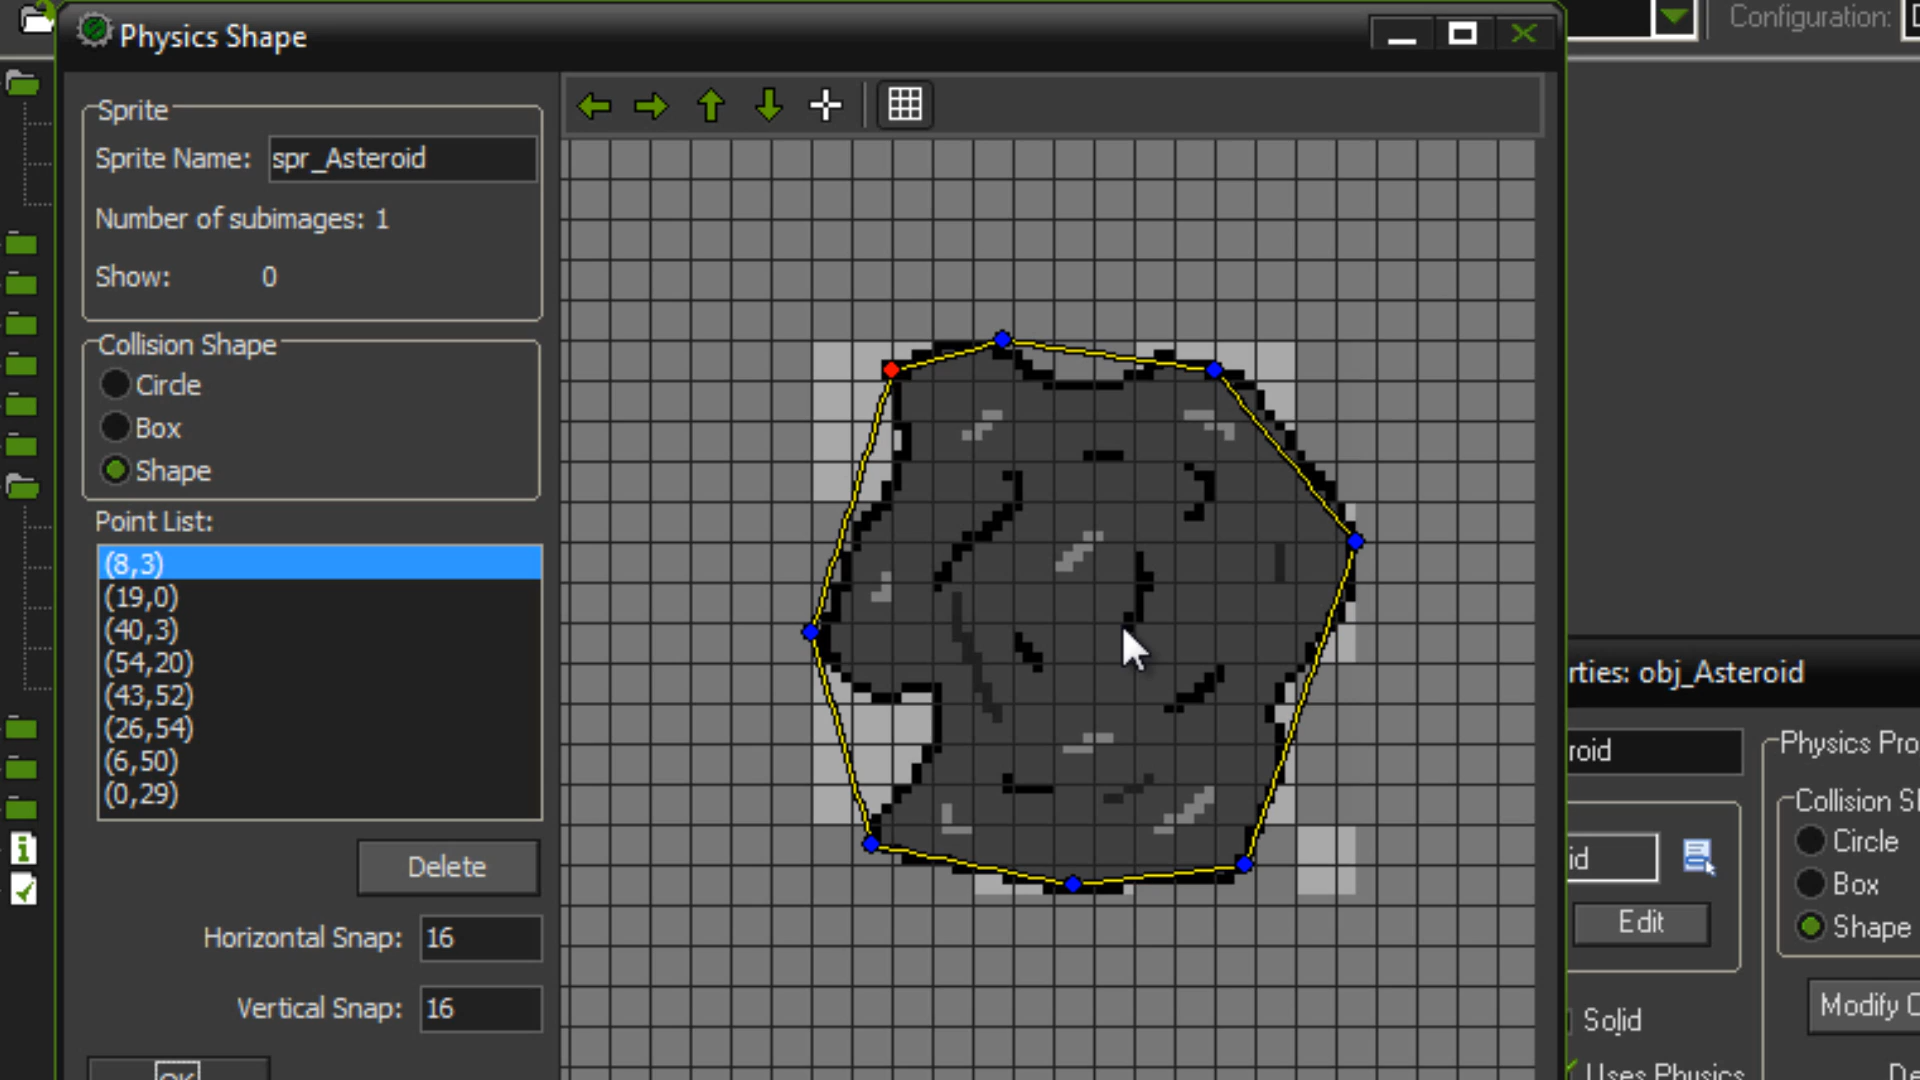 Physics Shape
Configuration:
Sprite
Sprite Name: spr_Asteroid
Number of subimages: 1
Show: 0
Collision Shape
Circle
Box
Shape
Point List:
(8,3)
(19,0)
(40,3)
(54,20)
(43,52)
(26,54)
(6,50)
(0,29)
Delete
Horizontal Snap: 16
Vertical Snap: 16
OK
rties: obj_Asteroid
roid
id
Edit
Solid
Uses Physics
Physics Pro
Collision Sh
Circle
Box
Shape
Modify C
De